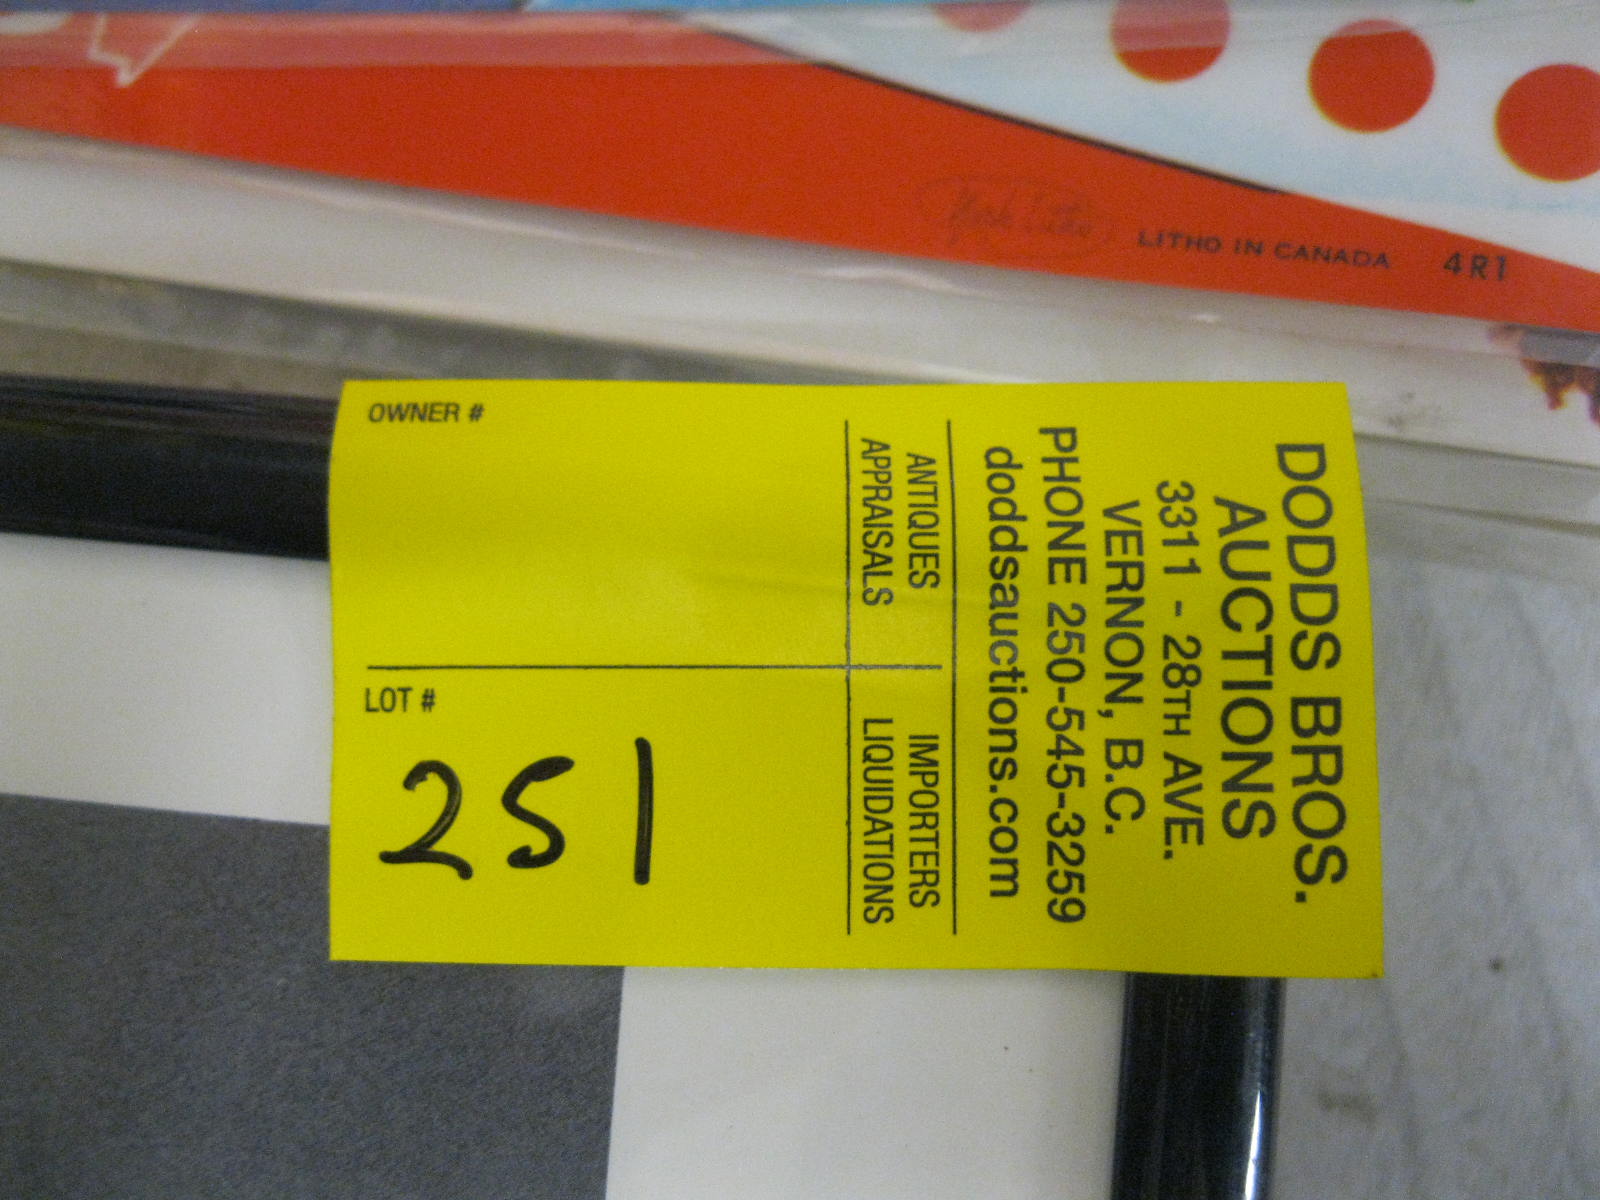 LITHO IN CANADA 4R1
OWNER #
LOT #
251
DODDS BROS.
AUCTIONS
3311 - 28TH AVE.
VERNON, B.C.
PHONE 250-545-3259
doddsauctions.com
ANTIQUES IMPORTERS
APPRAISALS LIQUIDATIONS